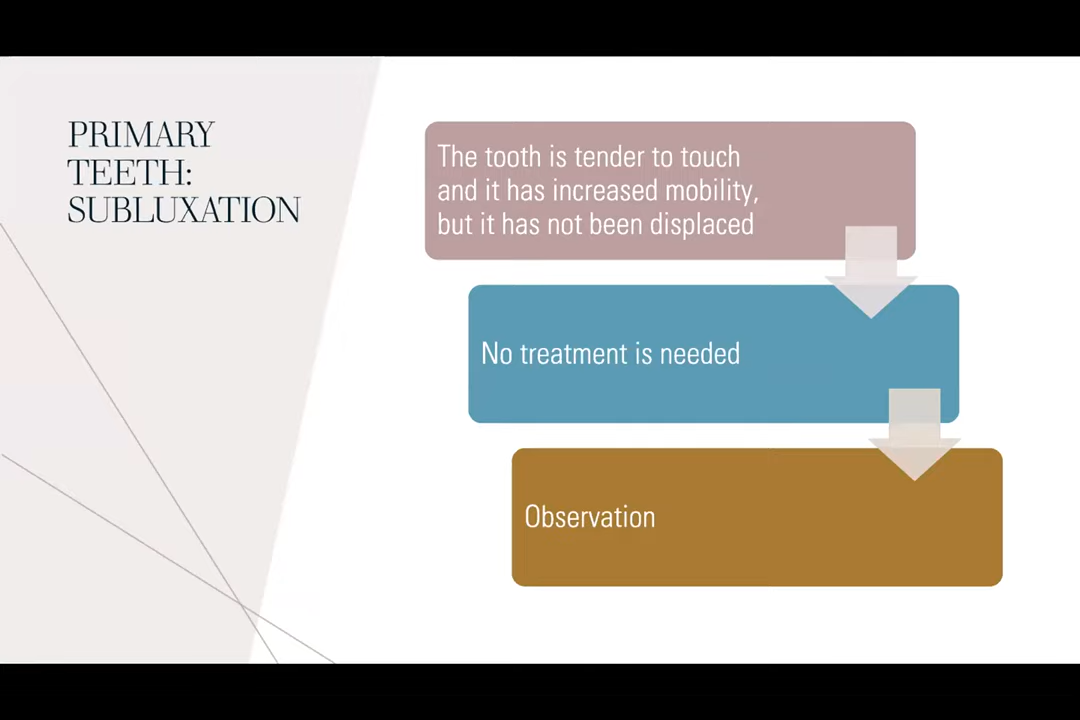 PRIMARY
TEETH:
SUBLUXATION
The tooth is tender to touch
and it has increased mobility,
but it has not been displaced
No treatment is needed
Observation